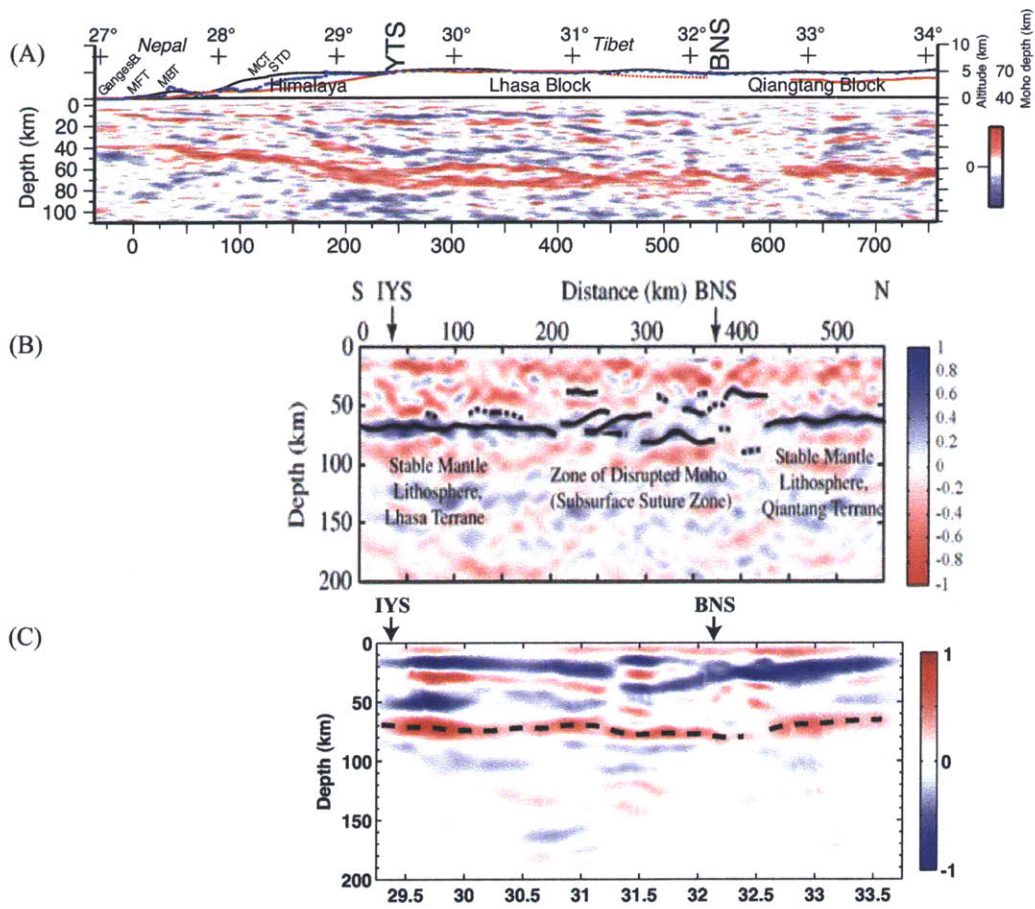 (A)
27° 28° 29° 30° 31° 32° 33° 34°
Nepal YTS Tibet BNS
GangesB MFT MBT MCT STD
Himalaya Lhasa Block Qiangtang Block
10
5
0
Altitude (km)
70
40
Moho depth (km)
0
Depth (km)
0
20
40
60
80
100
0 100 200 300 400 500 600 700
(B)
S IYS Distance (km) BNS N
0 100 200 300 400 500
Depth (km)
0
50
100
150
200
Stable Mantle
Lithosphere,
Lhasa Terrane
Zone of Disrupted Moho
(Subsurface Suture Zone)
Stable Mantle
Lithosphere,
Qiantang Terrane
1
0.8
0.6
0.4
0.2
0
-0.2
-0.4
-0.6
-0.8
-1
(C)
IYS BNS
Depth (km)
0
50
100
150
200
29.5 30 30.5 31 31.5 32 32.5 33 33.5
1
0
-1